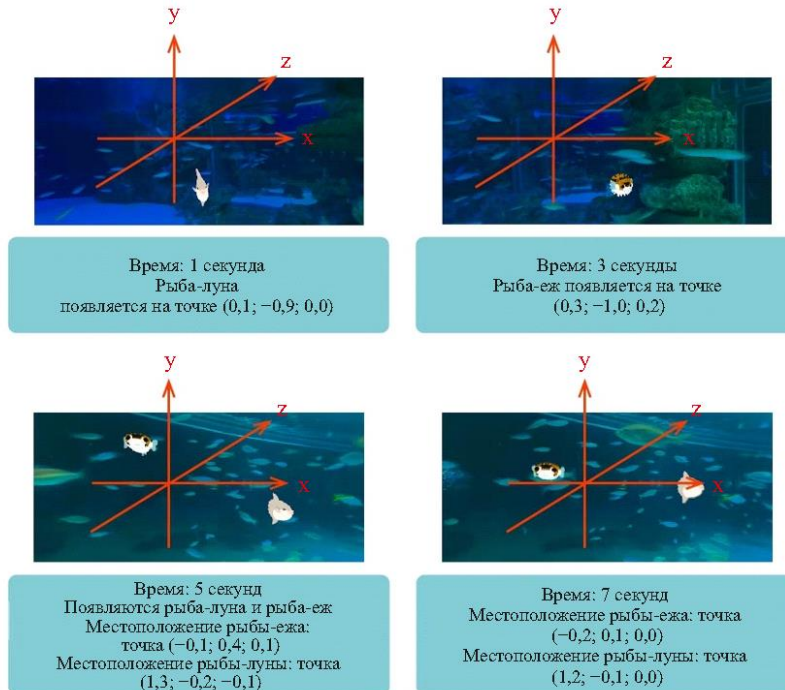 y
z
x
Время: 1 секунда
Рыба-луна
появляется на точке (0,1; −0,9; 0,0)
y
z
x
Время: 3 секунды
Рыба-еж появляется на точке
(0,3; −1,0; 0,2)
y
z
x
Время: 5 секунд
Появляются рыба-луна и рыба-еж
Местоположение рыбы-ежа:
точка (−0,1; 0,4; 0,1)
Местоположение рыбы-луны: точка
(1,3; −0,2; −0,1)
y
z
x
Время: 7 секунд
Местоположение рыбы-ежа: точка
(−0,2; 0,1; 0,0)
Местоположение рыбы-луны: точка
(1,2; −0,1; 0,0)